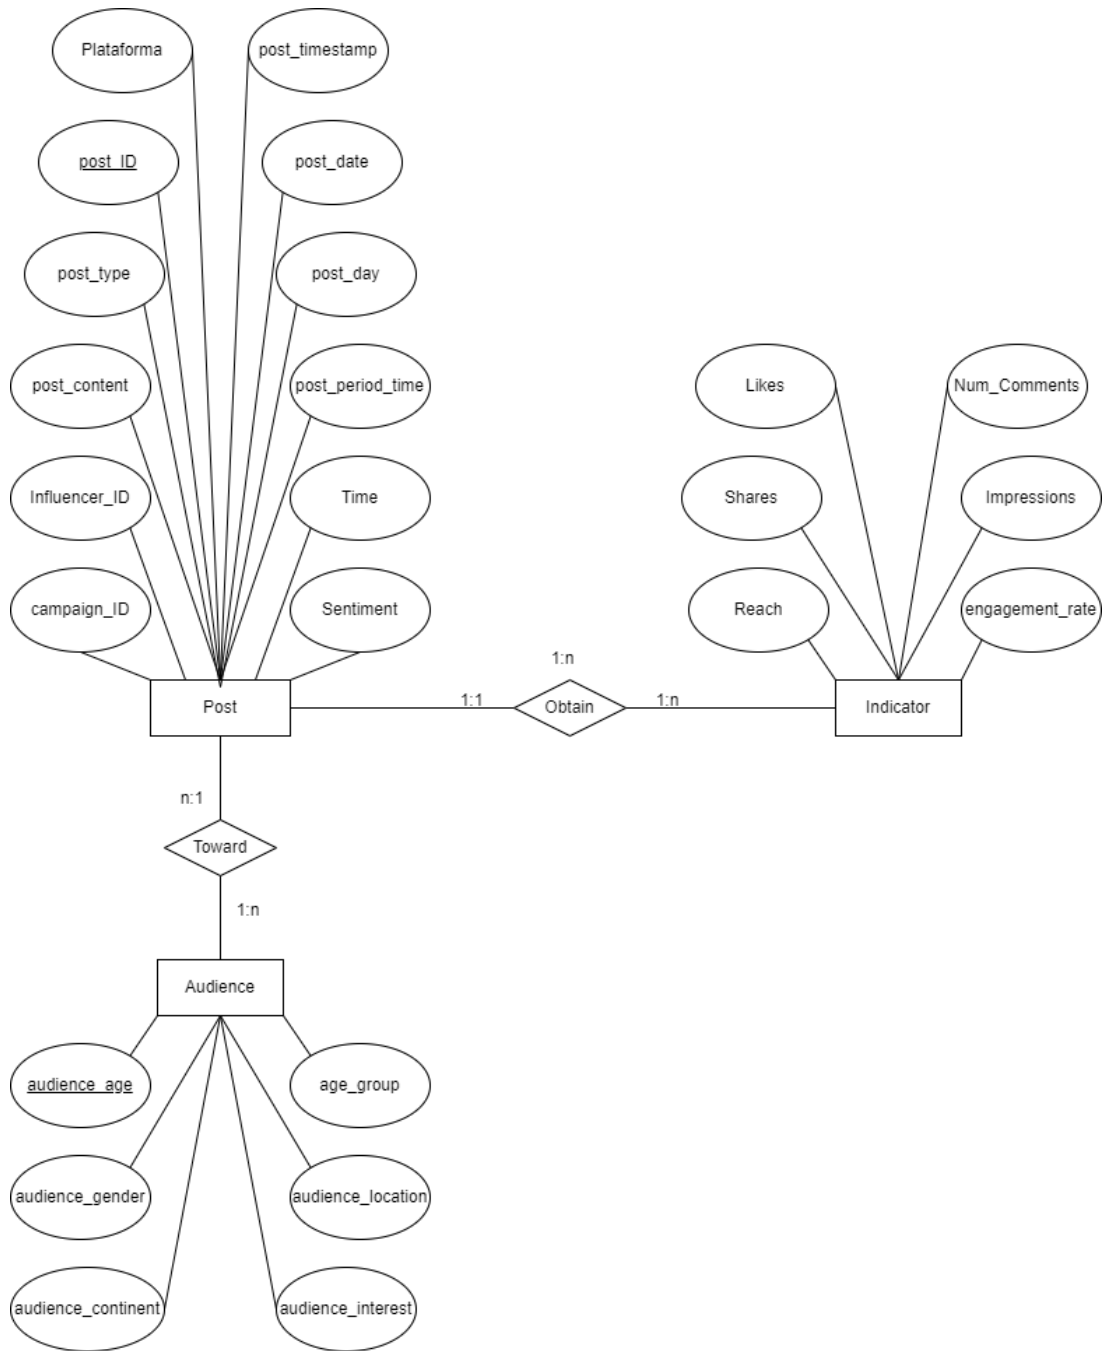 Plataforma
post_timestamp
post_ID
post_date
post_type
post_day
post_content
post_period_time
Likes
Num_Comments
Influencer_ID
Time
Shares
Impressions
campaign_ID
Sentiment
Reach
engagement_rate
1:n
Post
1:1
Obtain
1:n
Indicator
n:1
Toward
1:n
Audience
audience_age
age_group
audience_gender
audience_location
audience_continent
audience_interest